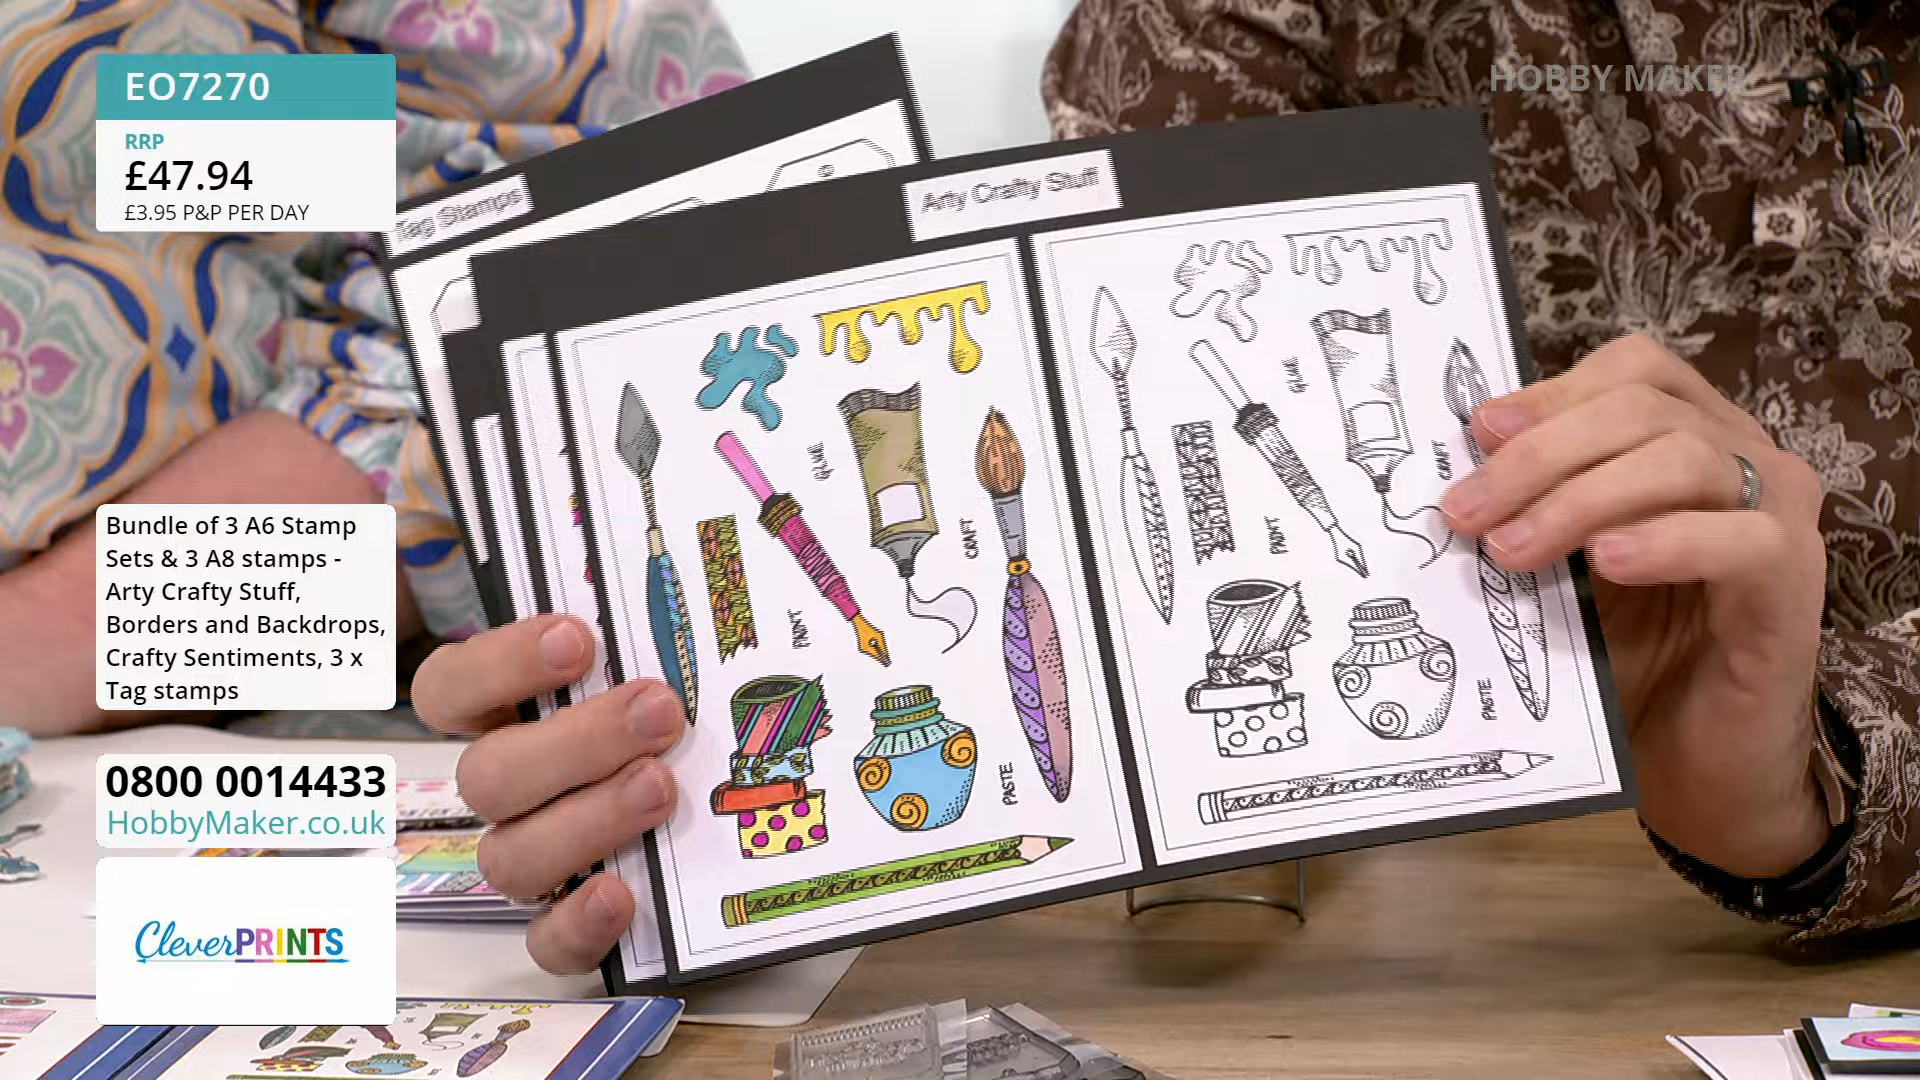 EO7270
RRP
£47.94
£3.95 P&P PER DAY
Bundle of 3 A6 Stamp
Sets & 3 A8 stamps -
Arty Crafty Stuff,
Borders and Backdrops,
Crafty Sentiments, 3 x
Tag stamps
0800 0014433
HobbyMaker.co.uk
CleverPRINTS
HOBBY MAKER
Tag Stamps
Arty Crafty Stuff
GLUE
CRAFT
PAINT
PASTE
GLUE
CRAFT
PAINT
PASTE